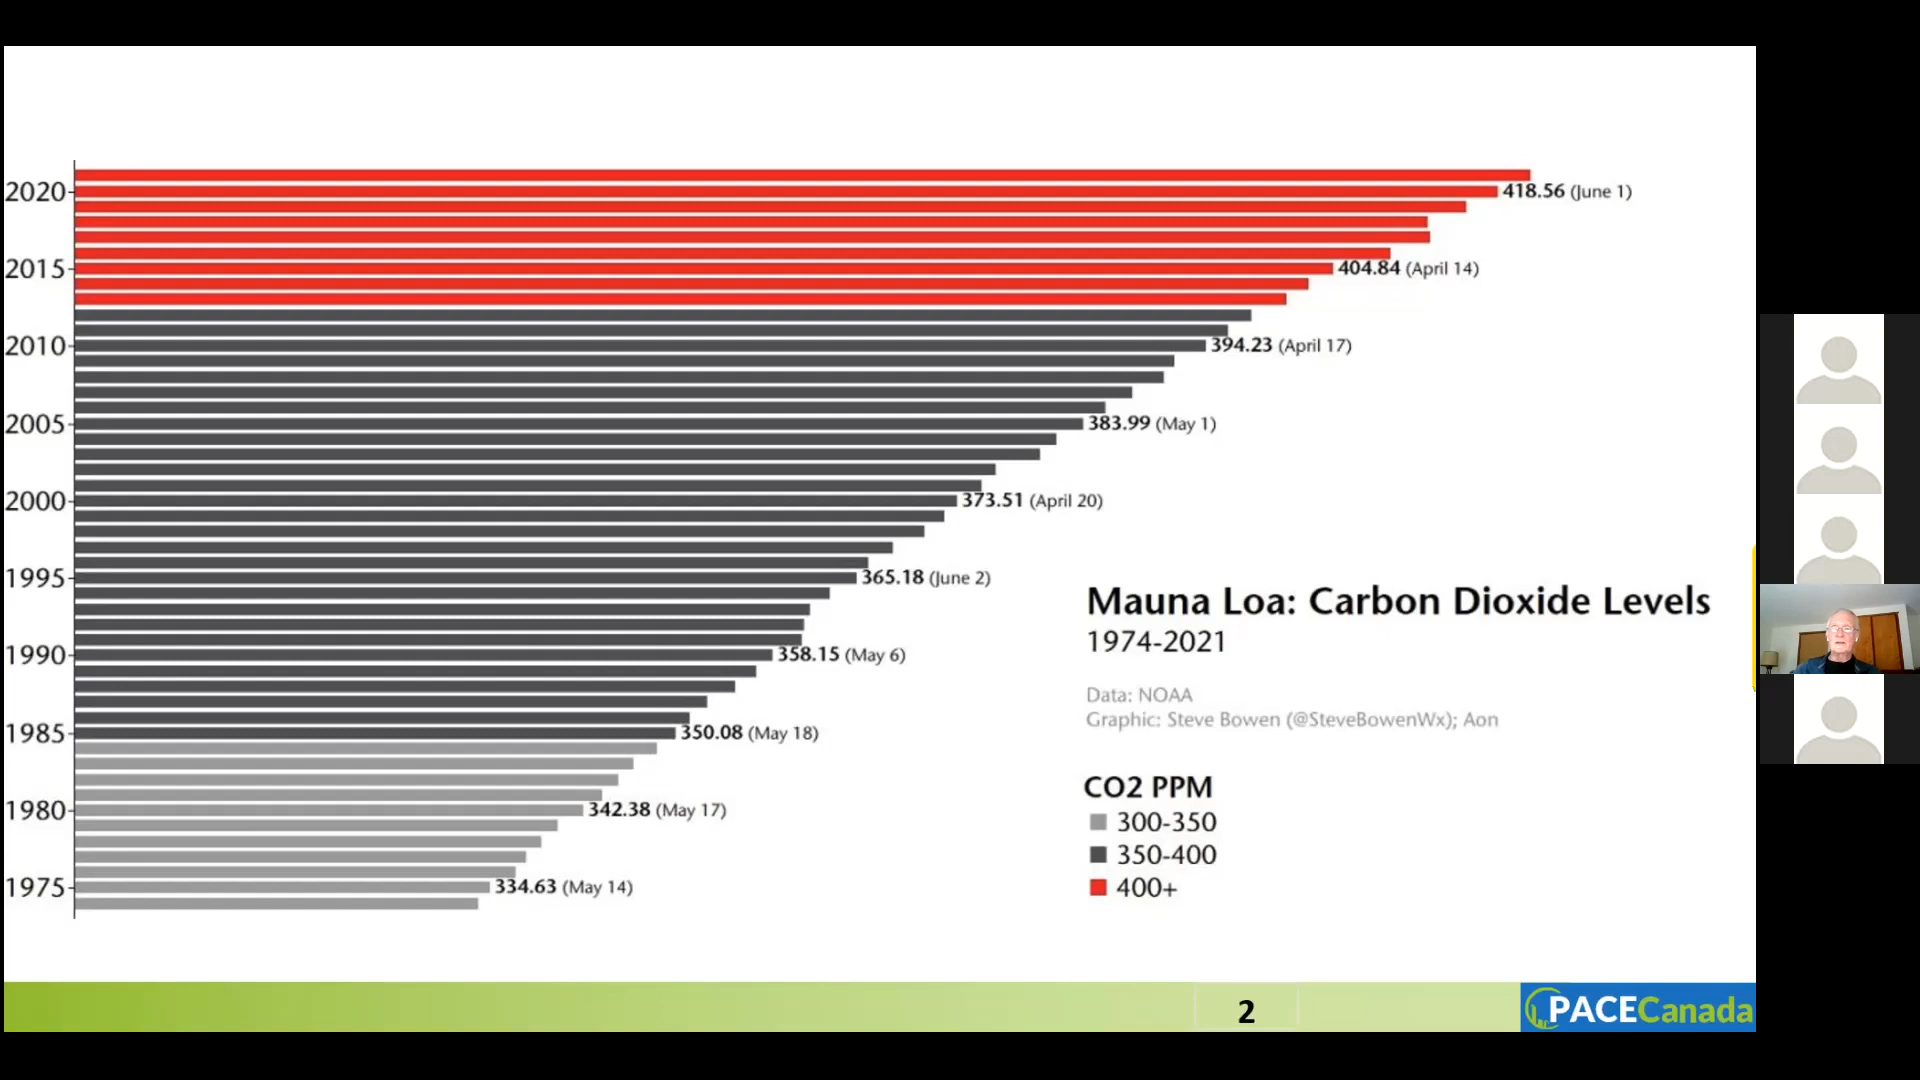 2020
418.56 (June 1)
2015
404.84 (April 14)
2010
394.23 (April 17)
2005
383.99 (May 1)
2000
373.51 (April 20)
1995
365.18 (June 2)
1990
358.15 (May 6)
1985
350.08 (May 18)
1980
342.38 (May 17)
1975
334.63 (May 14)
Mauna Loa: Carbon Dioxide Levels
1974-2021
Data: NOAA
Graphic: Steve Bowen (@SteveBowenWx); Aon
CO2 PPM
300-350
350-400
400+
2
PACECanada